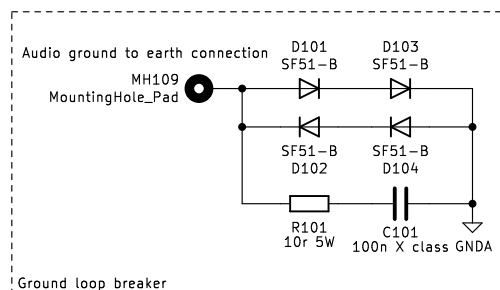 Audio ground to earth connection
MH109
MountingHole_Pad
D101
SF51-B
D103
SF51-B
SF51-B
D102
SF51-B
D104
R101
10r 5W
C101
100n X class
GNDA
Ground loop breaker